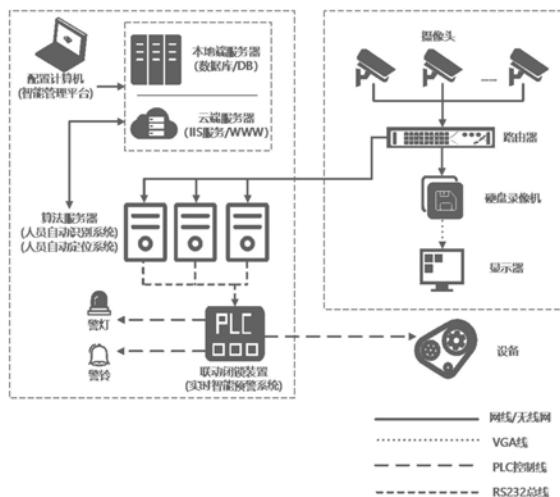 本地端服务器
(数据库/DB)
配置计算机
(智能管理平台)
云端服务器
(IIS服务/WWW)
摄像头
路由器
硬盘录像机
显示器
算法服务器
(人员自动识别系统)
(人员自动定位系统)
警灯
PLC
警铃
联动闭锁装置
(实时智能预警系统)
设备
网线/无线网
VGA线
PLC控制线
RS232总线